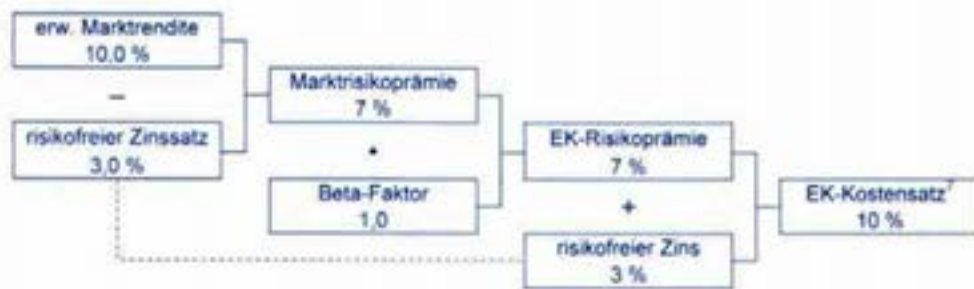 erw. Marktrendite
10,0 %
–
risikofreier Zinssatz
3,0 %
Marktrisikoprämie
7 %
•
Beta-Faktor
1,0
EK-Risikoprämie
7 %
+
risikofreier Zins
3 %
EK-Kostensatz⁷
10 %